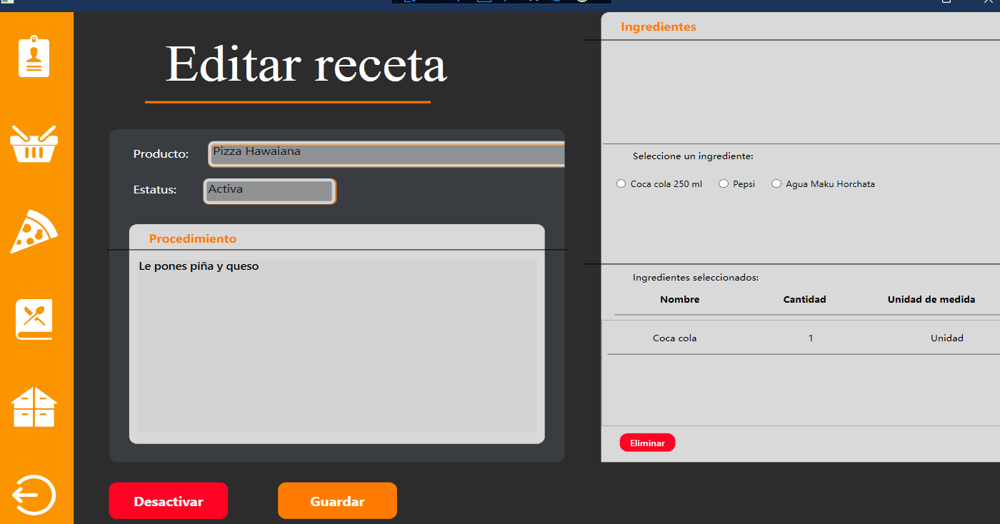 Editar receta
Producto: Pizza Hawaiana
Estatus: Activa
Procedimiento
Le pones piña y queso
Desactivar Guardar
Ingredientes
Seleccione un ingrediente:
Coca cola 250 ml Pepsi Agua Maku Horchata
Ingredientes seleccionados:
Nombre Cantidad Unidad de medida
Coca cola 1 Unidad
Eliminar